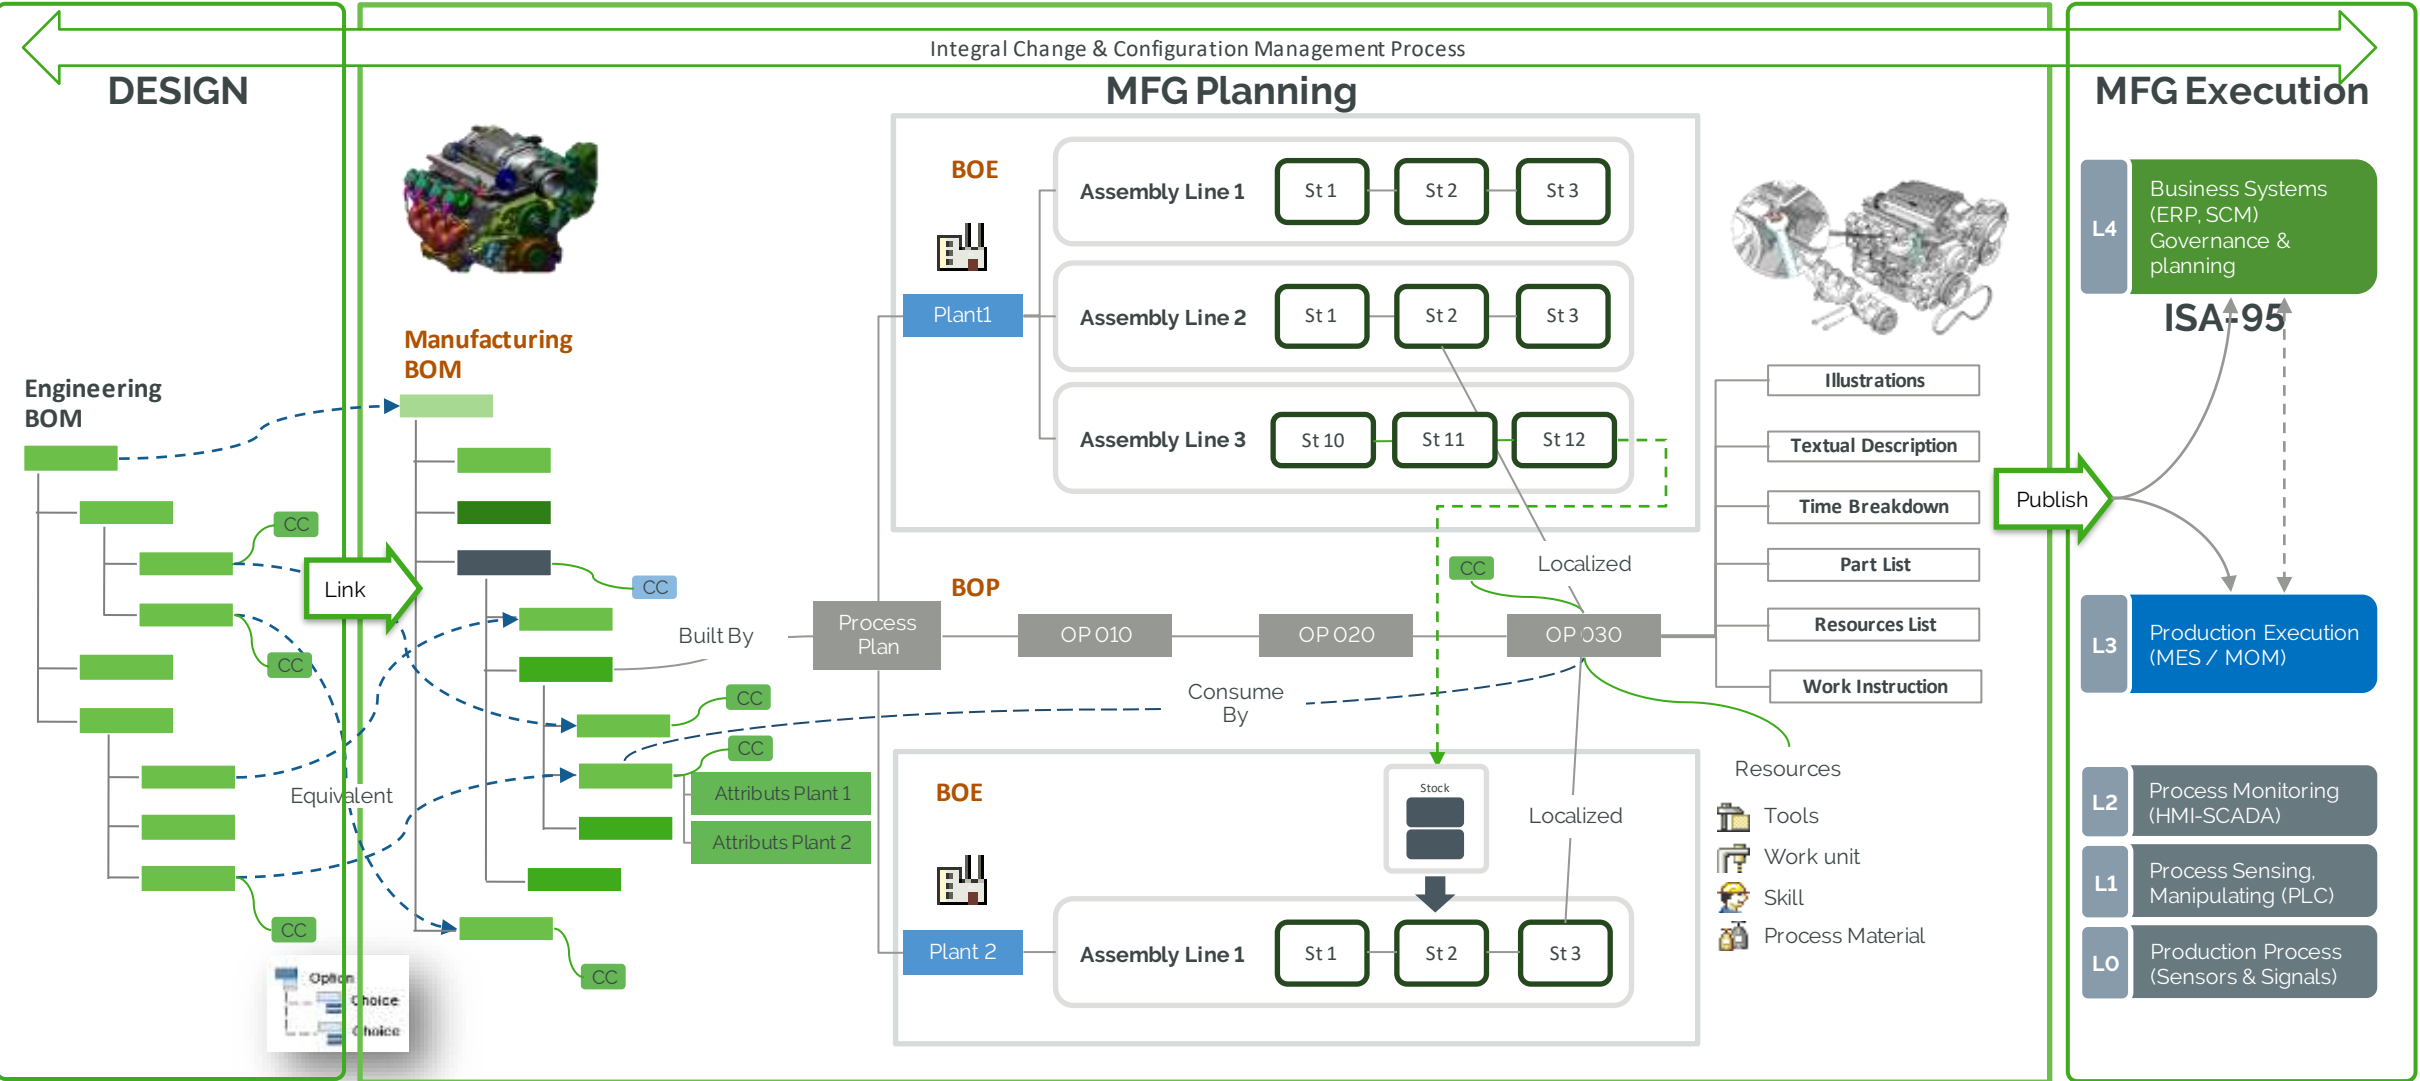 Integral Change & Configuration Management Process
DESIGN
MFG Planning
MFG Execution
Engineering
BOM
CC
CC
CC
Link
Equivalent
Option
Choice
Choice
Manufacturing
BOM
CC
CC
CC
CC
Attributs Plant 1
Attributs Plant 2
Built By
Process
Plan
BOE
Plant1
Assembly Line 1
St 1
St 2
St 3
Assembly Line 2
St 1
St 2
St 3
Assembly Line 3
St 10
St 11
St 12
BOP
OP 010
OP 020
OP 030
CC
Localized
Consume
By
BOE
Plant 2
Stock
Localized
Assembly Line 1
St 1
St 2
St 3
Illustrations
Textual Description
Time Breakdown
Part List
Resources List
Work Instruction
Resources
Tools
Work unit
Skill
Process Material
Publish
L4
Business Systems
(ERP, SCM)
Governance &
planning
ISA-95
L3
Production Execution
(MES / MOM)
L2
Process Monitoring
(HMI-SCADA)
L1
Process Sensing,
Manipulating (PLC)
L0
Production Process
(Sensors & Signals)